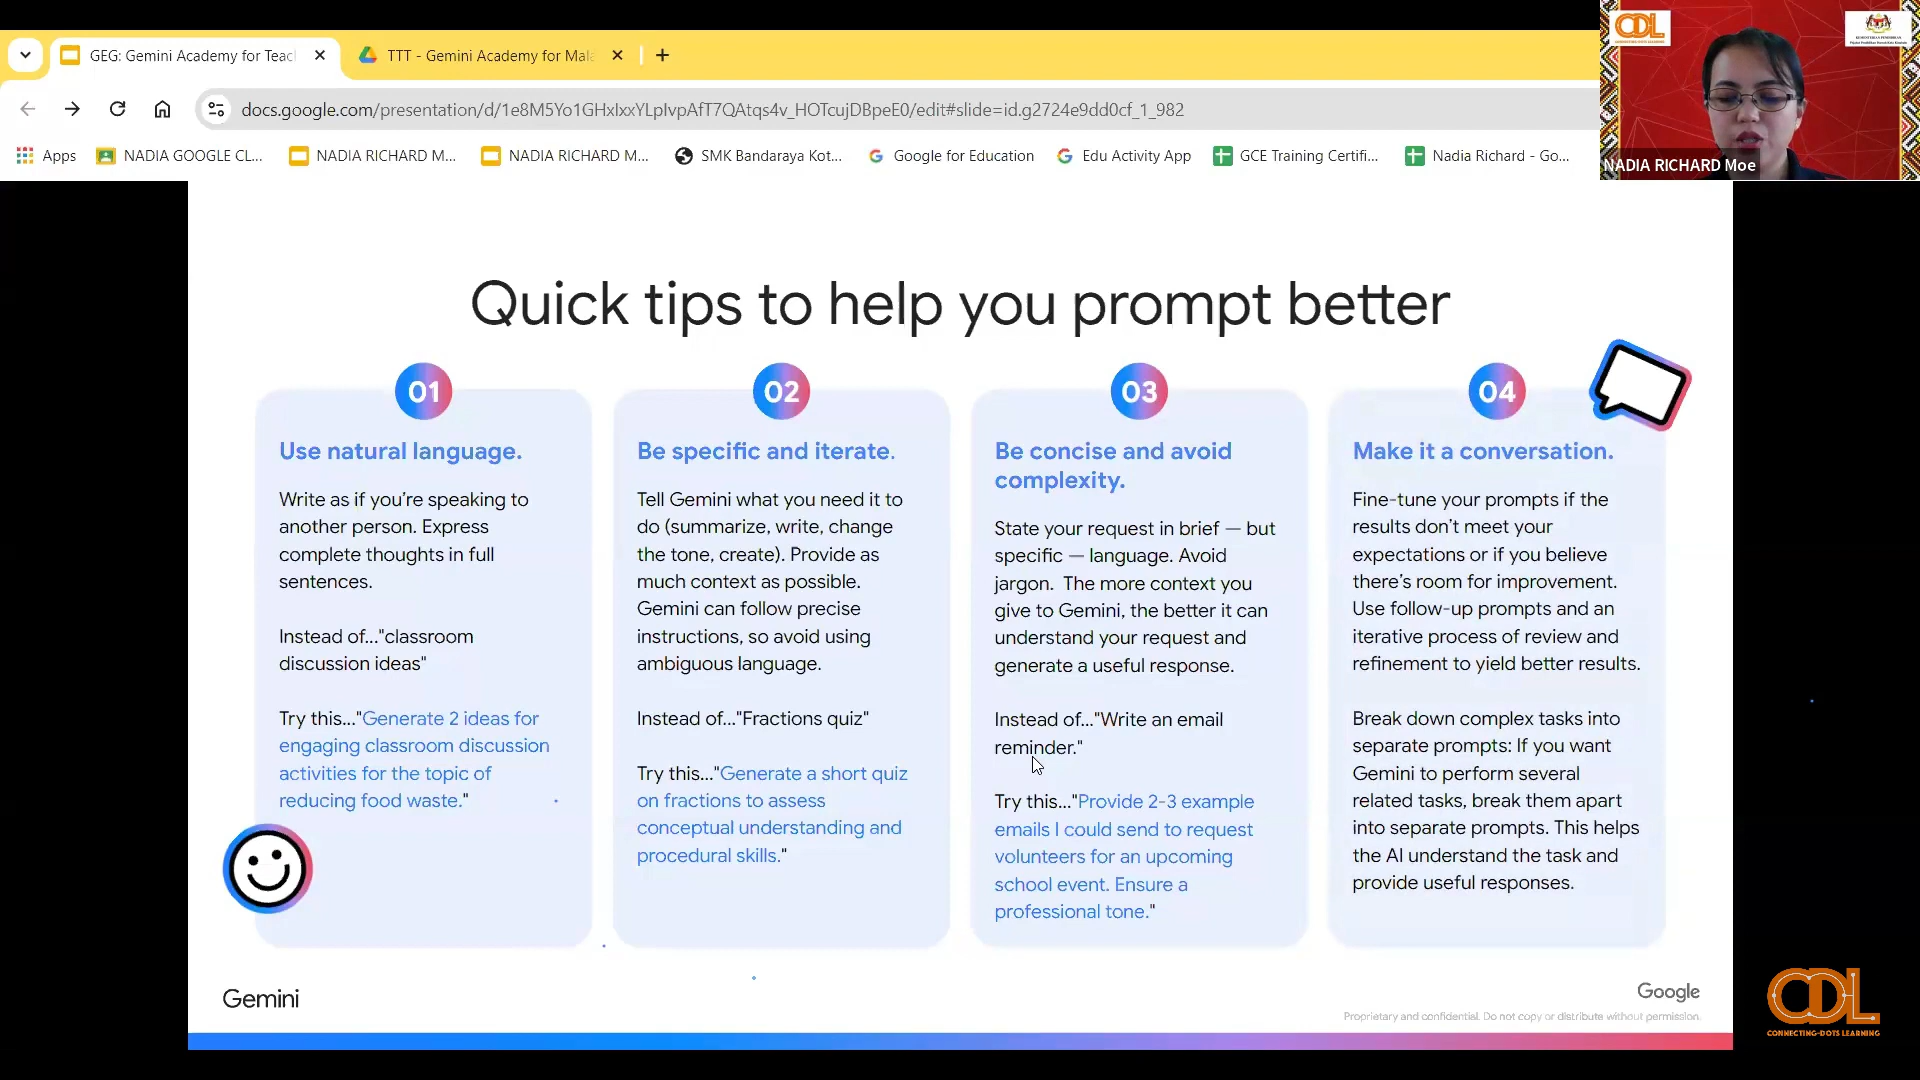 GEG: Gemini Academy for Teac
TTT - Gemini Academy for Mala
docs.google.com/presentation/d/1e8M5Yo1GHxIxxYLpIvpAfT7QAtqs4v_HOTcujDBpeE0/edit#slide=id.g2724e9dd0cf_1_982
Apps
NADIA GOOGLE CL...
NADIA RICHARD M...
NADIA RICHARD M...
SMK Bandaraya Kot...
Google for Education
Edu Activity App
GCE Training Certifi...
Nadia Richard - Go...
CDL
NADIA RICHARD Moe
Quick tips to help you prompt better
01
Use natural language.
Write as if you're speaking to
another person. Express
complete thoughts in full
sentences.
Instead of..."classroom
discussion ideas"
Try this..."Generate 2 ideas for
engaging classroom discussion
activities for the topic of
reducing food waste."
02
Be specific and iterate.
Tell Gemini what you need it to
do (summarize, write, change
the tone, create). Provide as
much context as possible.
Gemini can follow precise
instructions, so avoid using
ambiguous language.
Instead of..."Fractions quiz"
Try this..."Generate a short quiz
on fractions to assess
conceptual understanding and
procedural skills."
03
Be concise and avoid
complexity.
State your request in brief — but
specific — language. Avoid
jargon.  The more context you
give to Gemini, the better it can
understand your request and
generate a useful response.
Instead of..."Write an email
reminder."
Try this..."Provide 2-3 example
emails I could send to request
volunteers for an upcoming
school event. Ensure a
professional tone."
04
Make it a conversation.
Fine-tune your prompts if the
results don't meet your
expectations or if you believe
there's room for improvement.
Use follow-up prompts and an
iterative process of review and
refinement to yield better results.
Break down complex tasks into
separate prompts: If you want
Gemini to perform several
related tasks, break them apart
into separate prompts. This helps
the AI understand the task and
provide useful responses.
Gemini
Google
Proprietary and confidential. Do not copy or distribute without permission.
CDL
CONNECTING-DOTS LEARNING